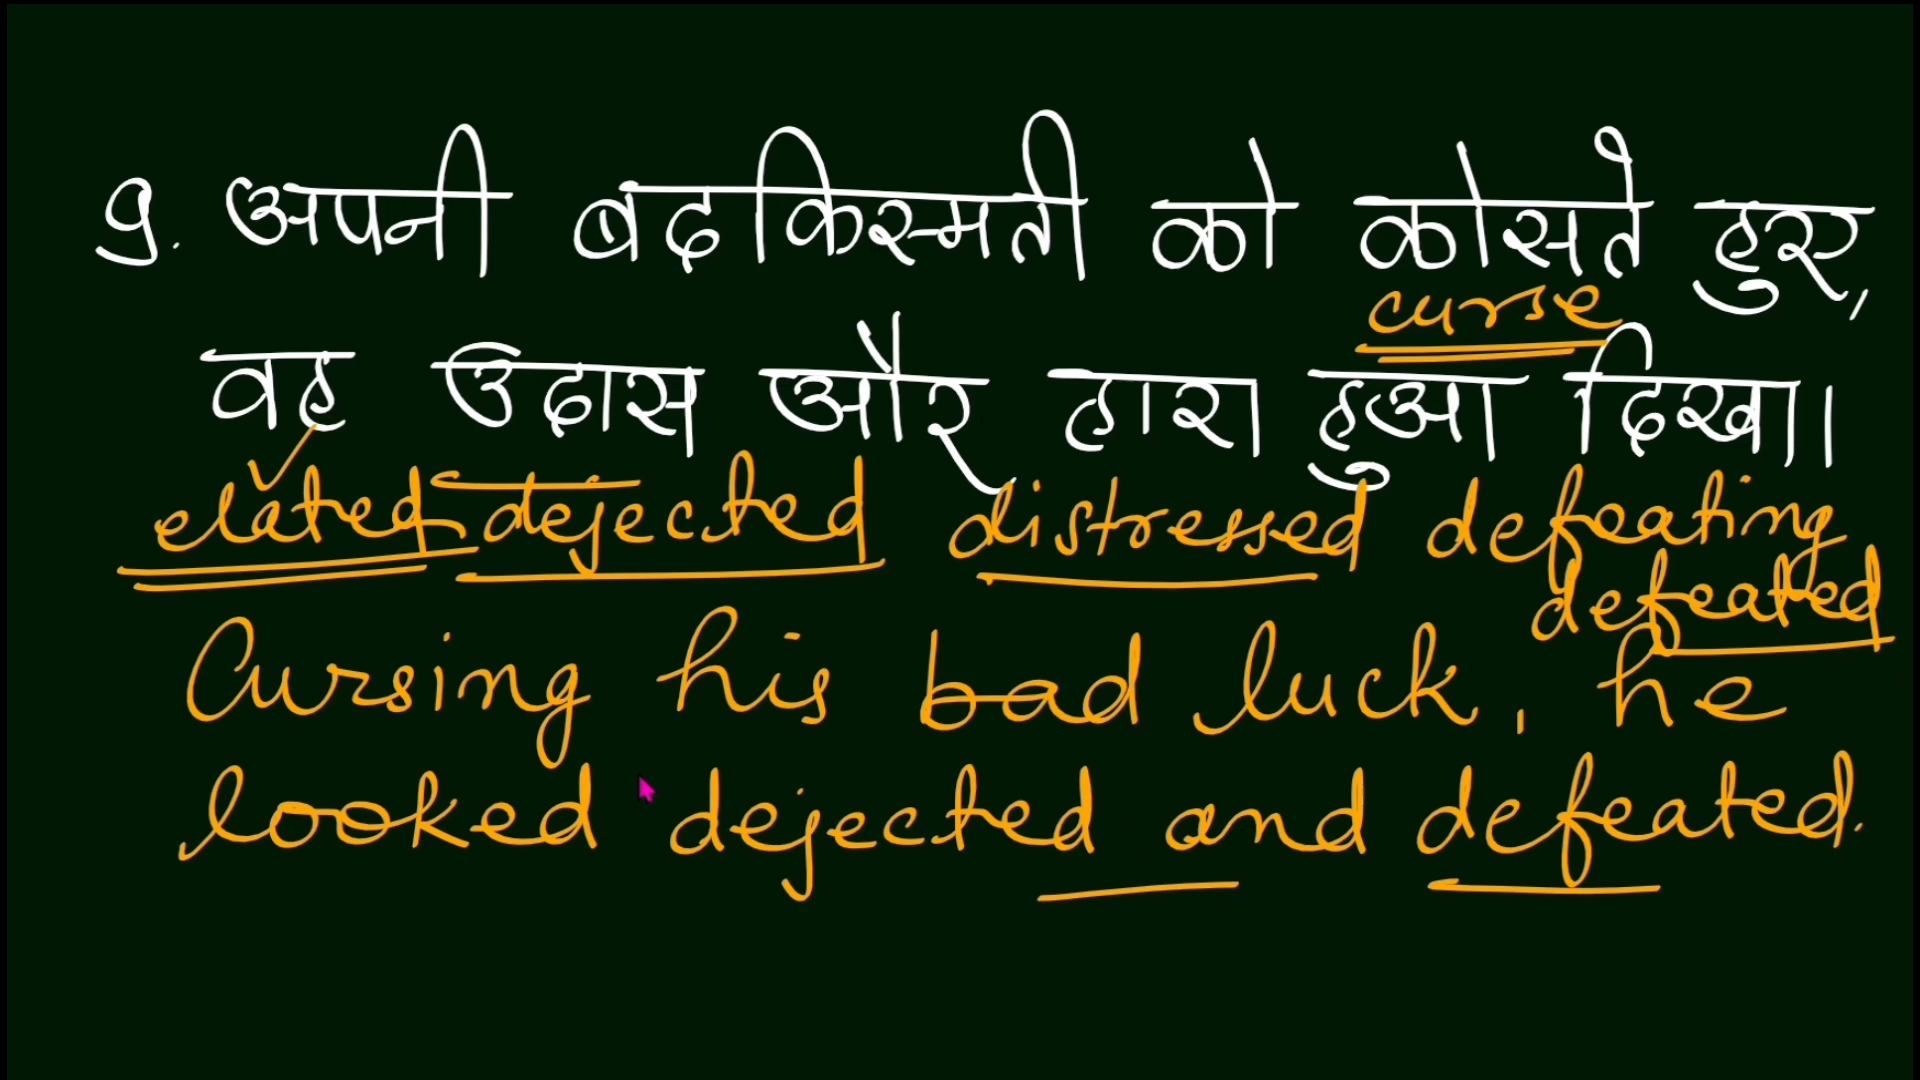 9. अपनी बदकिस्मती को कोसते हुए,
curse
वह उदास और हारा हुआ दिखा।
elated dejected distressed defeating
defeated
Cursing his bad luck, he
looked dejected and defeated.